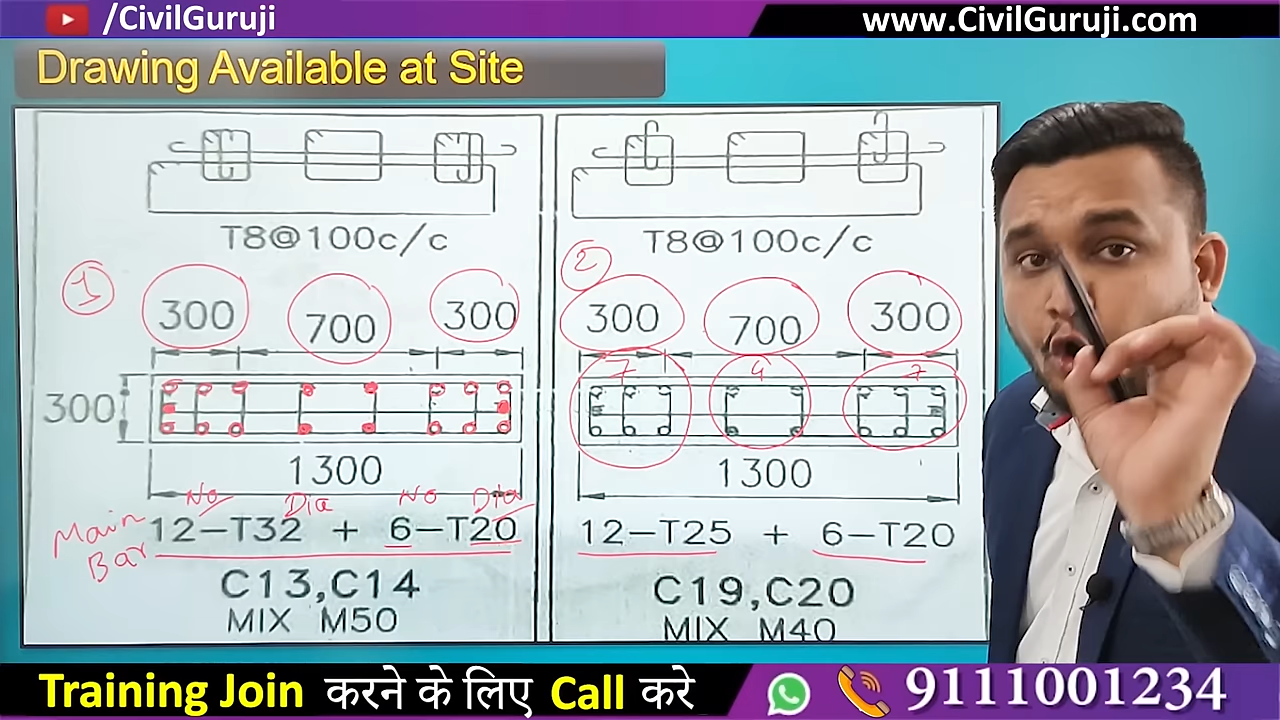 /CivilGuruji
www.CivilGuruji.com
Drawing Available at Site
T8@100c/c
1
300 700 300
300
1300
No Dia No Dia
Main Bar
12-T32 + 6-T20
C13,C14
MIX M50
T8@100c/c
2
300 700 300
7 4 7
1300
12-T25 + 6-T20
C19,C20
MIX M40
Training Join करने के लिए Call करे
9111001234